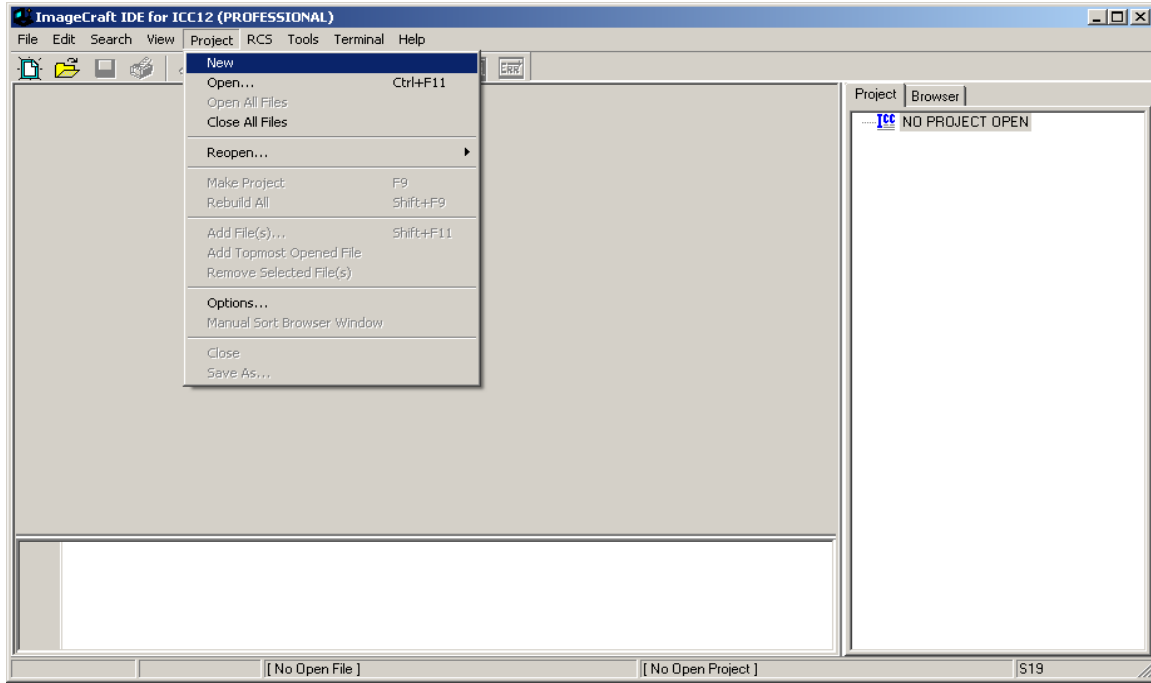 ImageCraft IDE for ICC12 (PROFESSIONAL)
File Edit Search View Project RCS Tools Terminal Help
New
Open... Ctrl+F11
Open All Files
Close All Files
Reopen...
Make Project F9
Rebuild All Shift+F9
Add File(s)... Shift+F11
Add Topmost Opened File
Remove Selected File(s)
Options...
Manual Sort Browser Window
Close
Save As...
ERR
Project Browser
ICC NO PROJECT OPEN
[ No Open File ] [ No Open Project ] S19